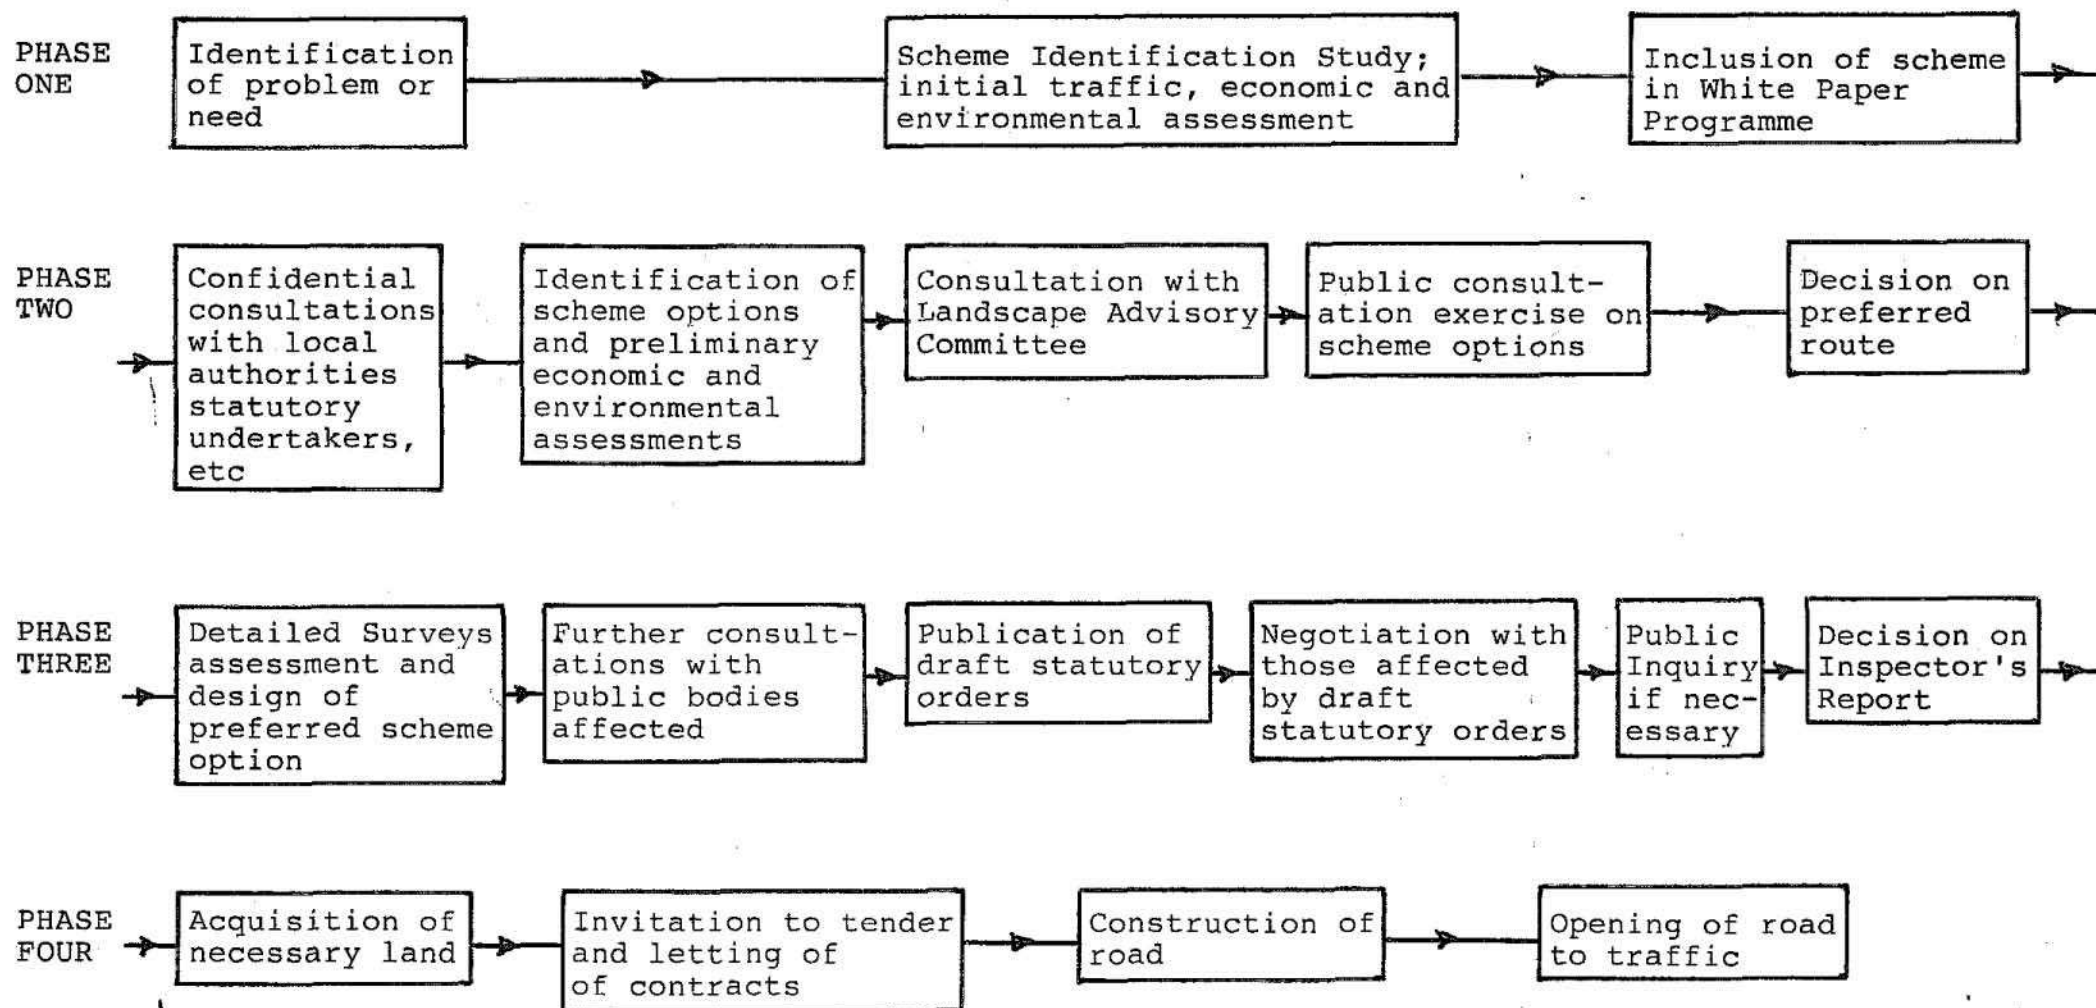 PHASE
ONE
Identification
of problem or
need
Scheme Identification Study;
initial traffic, economic and
environmental assessment
Inclusion of scheme
in White Paper
Programme
PHASE
TWO
Confidential
consultations
with local
authorities
statutory
undertakers,
etc
Identification of
scheme options
and preliminary
economic and
environmental
assessments
Consultation with
Landscape Advisory
Committee
Public consult-
ation exercise on
scheme options
Decision on
preferred
route
PHASE
THREE
Detailed Surveys
assessment and
design of
preferred scheme
option
Further consult-
ations with
public bodies
affected
Publication of
draft statutory
orders
Negotiation with
those affected
by draft
statutory orders
Public
Inquiry
if nec-
essary
Decision on
Inspector's
Report
PHASE
FOUR
Acquisition of
necessary land
Invitation to tender
and letting of
of contracts
Construction of
road
Opening of road
to traffic